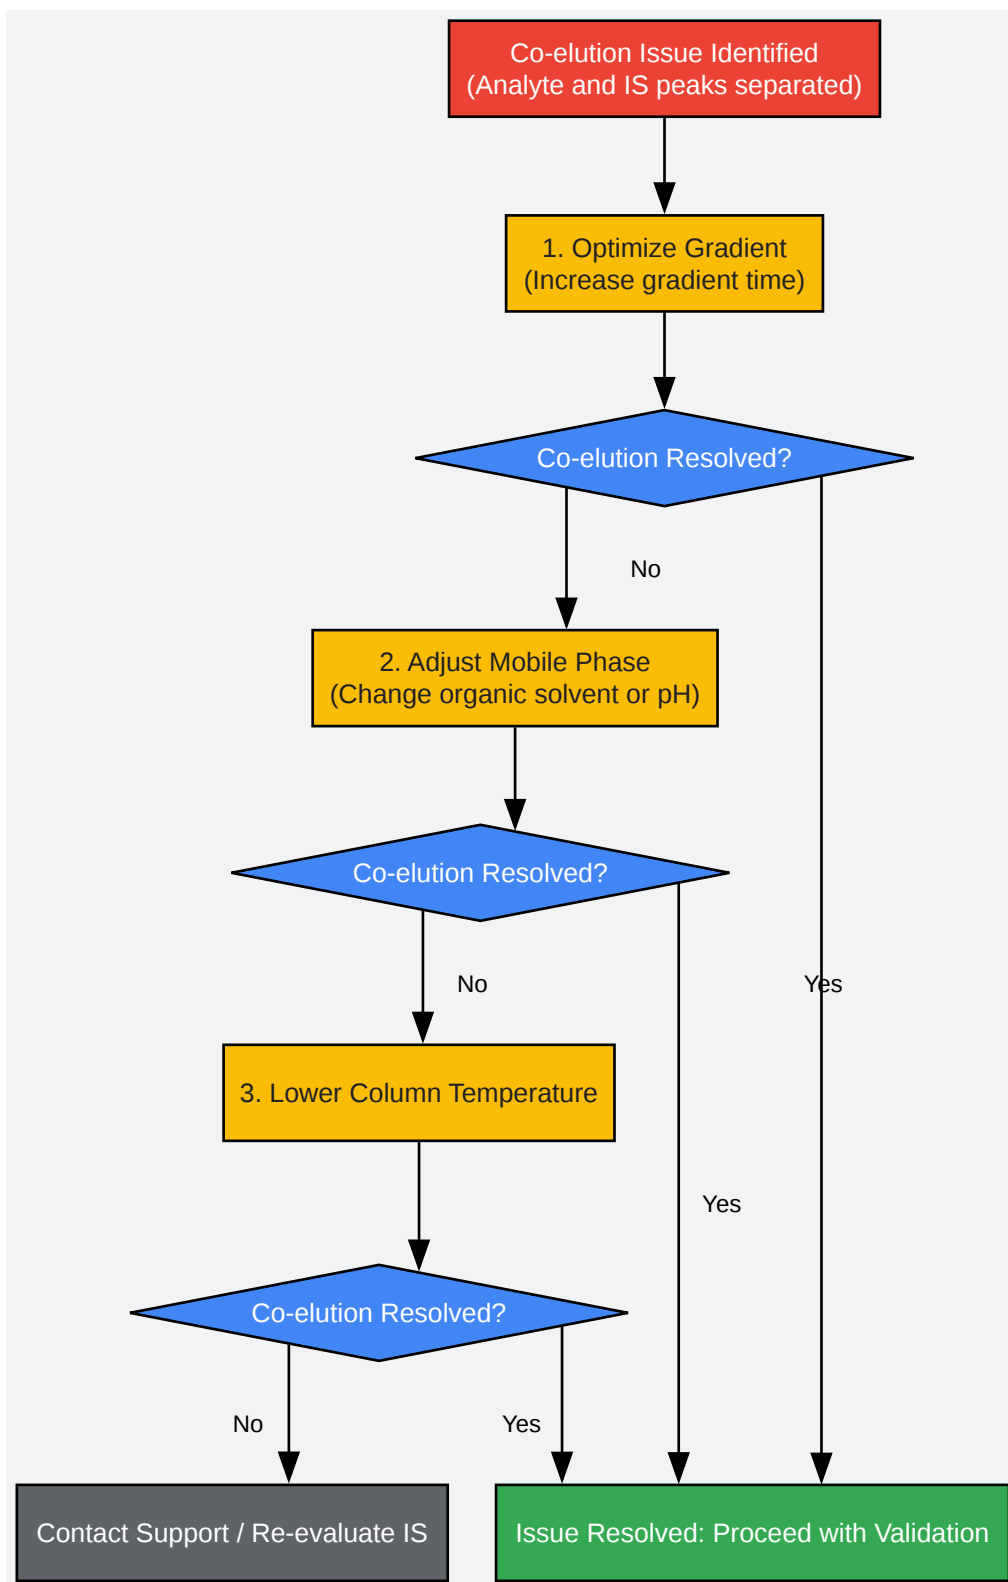 Co-elution Issue Identified
(Analyte and IS peaks separated)
1. Optimize Gradient
(Increase gradient time)
Co-elution Resolved?
No
2. Adjust Mobile Phase
(Change organic solvent or pH)
Co-elution Resolved?
No
Yes
3. Lower Column Temperature
Yes
Co-elution Resolved?
No
Yes
Contact Support / Re-evaluate IS
Issue Resolved: Proceed with Validation